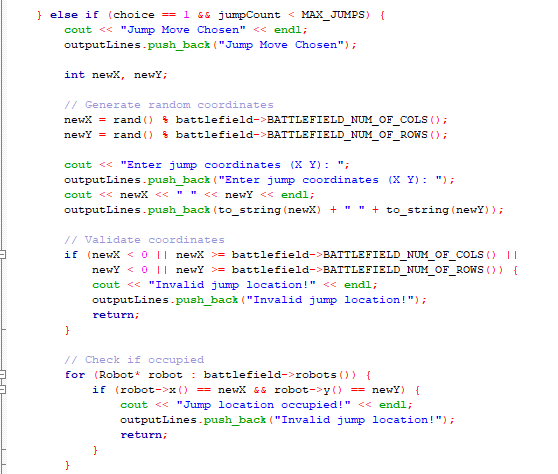 } else if (choice == 1 && jumpCount < MAX_JUMPS) {
cout << "Jump Move Chosen" << endl;
outputLines.push_back("Jump Move Chosen");
int newX, newY;
// Generate random coordinates
newX = rand() % battlefield->BATTLEFIELD_NUM_OF_COLS();
newY = rand() % battlefield->BATTLEFIELD_NUM_OF_ROWS();
cout << "Enter jump coordinates (X Y): ";
outputLines.push_back("Enter jump coordinates (X Y): ");
cout << newX << " " << newY << endl;
outputLines.push_back(to_string(newX) + " " + to_string(newY));
// Validate coordinates
if (newX < 0 || newX >= battlefield->BATTLEFIELD_NUM_OF_COLS() ||
newY < 0 || newY >= battlefield->BATTLEFIELD_NUM_OF_ROWS()) {
cout << "Invalid jump location!" << endl;
outputLines.push_back("Invalid jump location!");
return;
}
// Check if occupied
for (Robot* robot : battlefield->robots()) {
if (robot->x() == newX && robot->y() == newY) {
cout << "Jump location occupied!" << endl;
outputLines.push_back("Invalid jump location!");
return;
}
}